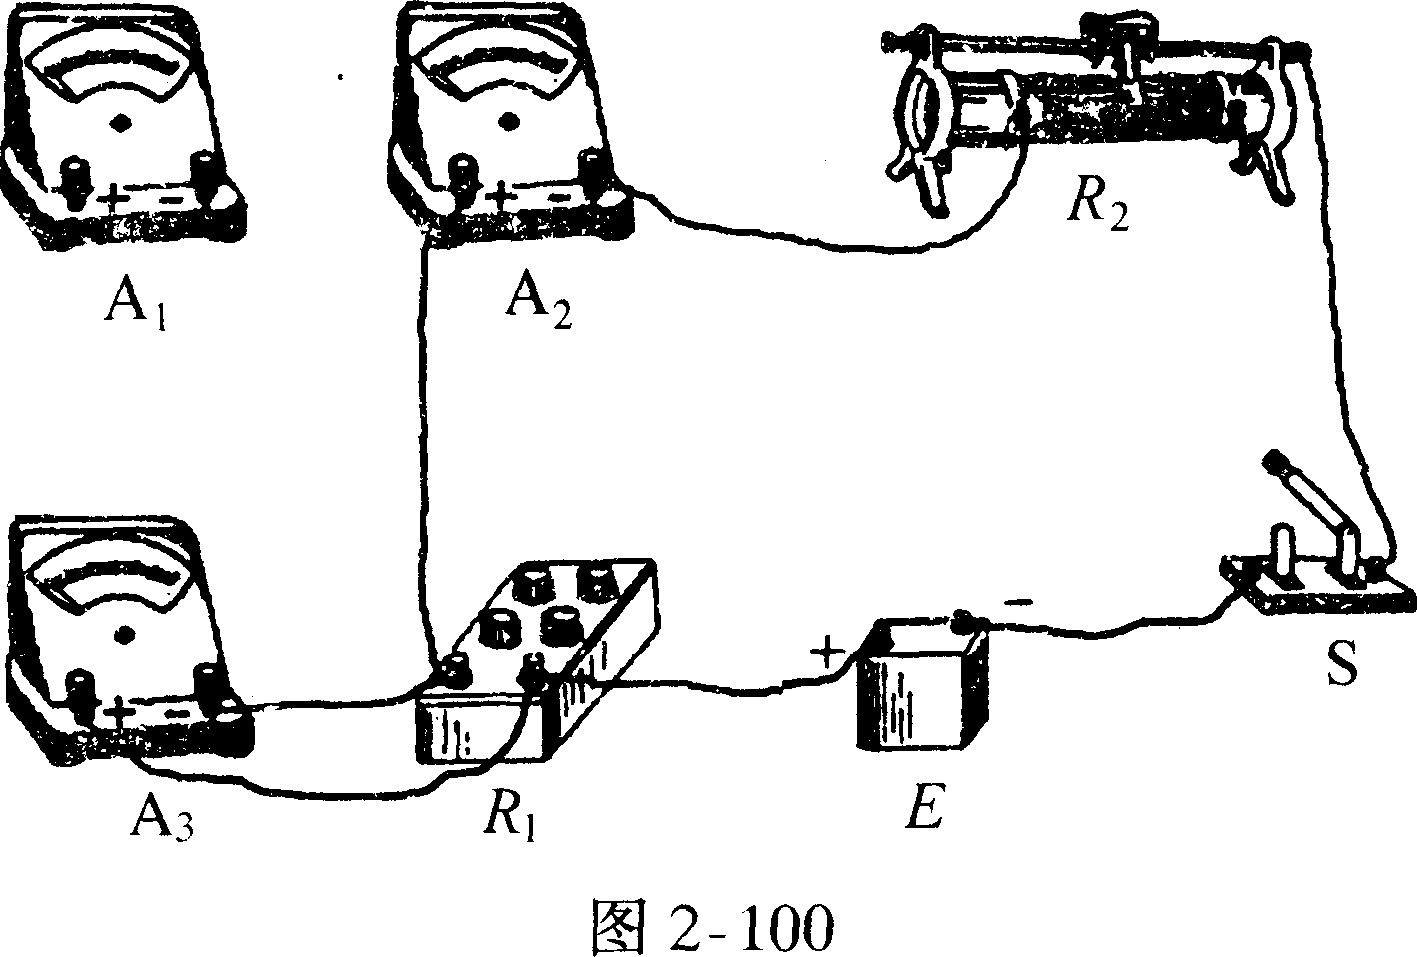 + -
+ -
A1
A2
R2
+ -
+
-
S
A3
R1
E
图 2-100